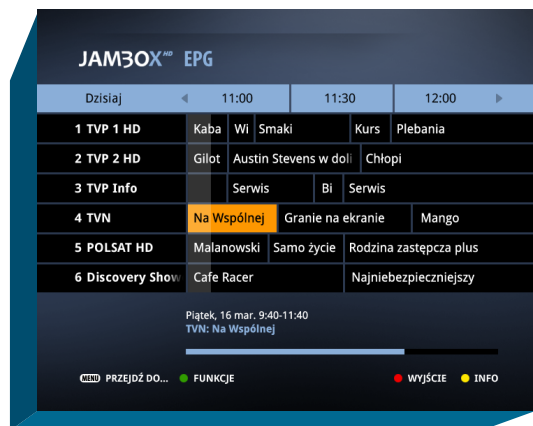 JAMBOX HD EPG
Dzisiaj 11:00 11:30 12:00
1 TVP 1 HD Kaba Wi Smaki Kurs Plebania
2 TVP 2 HD Gilot Austin Stevens w doli Chłopi
3 TVP Info Serwis Bi Serwis
4 TVN Na Wspólnej Granie na ekranie Mango
5 POLSAT HD Malanowski Samo życie Rodzina zastępcza plus
6 Discovery Show Cafe Racer Najniebezpieczniejszy
Piątek, 16 mar. 9:40-11:40
TVN: Na Wspólnej
MENU PRZEJDŹ DO... FUNKCJE WYJŚCIE INFO